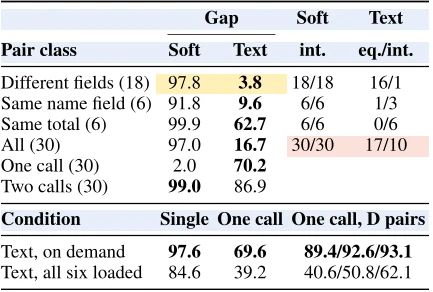 Gap Soft Text
Pair class Soft Text int. eq./int.
Different fields (18) 97.8 3.8 18/18 16/1
Same name field (6) 91.8 9.6 6/6 1/3
Same total (6) 99.9 62.7 6/6 0/6
All (30) 97.0 16.7 30/30 17/10
One call (30) 2.0 70.2
Two calls (30) 99.0 86.9
Condition Single One call One call, D pairs
Text, on demand 97.6 69.6 89.4/92.6/93.1
Text, all six loaded 84.6 39.2 40.6/50.8/62.1